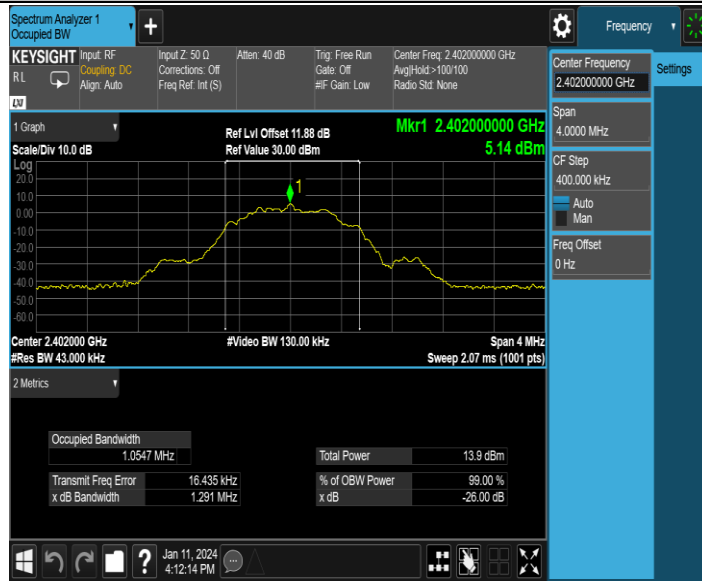 Spectrum Analyzer 1
Occupied BW
+
Frequency
KEYSIGHT
RL
LXI
Input: RF
Coupling: DC
Align: Auto
Input Z: 50 Ω
Corrections: Off
Freq Ref: Int (S)
Atten: 40 dB
Trig: Free Run
Gate: Off
#IF Gain: Low
Center Freq: 2.402000000 GHz
Avg|Hold:>100/100
Radio Std: None
Center Frequency
2.402000000 GHz
Settings
Span
4.0000 MHz
CF Step
400.000 kHz
Auto
Man
Freq Offset
0 Hz
1 Graph
Scale/Div 10.0 dB
Ref Lvl Offset 11.88 dB
Ref Value 30.00 dBm
Mkr1 2.402000000 GHz
5.14 dBm
Log
20.0
10.0
0.00
-10.0
-20.0
-30.0
-40.0
-50.0
-60.0
1
Center 2.402000 GHz
#Video BW 130.00 kHz
Span 4 MHz
#Res BW 43.000 kHz
Sweep 2.07 ms (1001 pts)
2 Metrics
Occupied Bandwidth
1.0547 MHz
Total Power 13.9 dBm
Transmit Freq Error 16.435 kHz
% of OBW Power 99.00 %
x dB Bandwidth 1.291 MHz
x dB -26.00 dB
?
Jan 11, 2024
4:12:14 PM